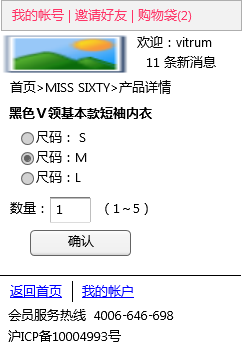 我的帐号 | 邀请好友 | 购物袋(2)
欢迎：vitrum
11 条新消息
首页>MISS SIXTY>产品详情
黑色V领基本款短袖内衣
尺码： S
尺码：M
尺码：L
数量： 1 （1～5）
确认
返回首页 | 我的帐户
会员服务热线 4006-646-698
沪ICP备10004993号